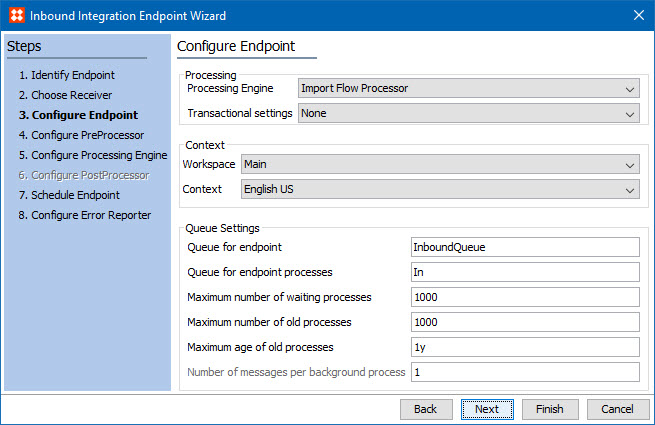 Inbound Integration Endpoint Wizard
Steps
1. Identify Endpoint
2. Choose Receiver
3. Configure Endpoint
4. Configure PreProcessor
5. Configure Processing Engine
6. Configure PostProcessor
7. Schedule Endpoint
8. Configure Error Reporter
Configure Endpoint
Processing
Processing Engine Import Flow Processor
Transactional settings None
Context
Workspace Main
Context English US
Queue Settings
Queue for endpoint InboundQueue
Queue for endpoint processes In
Maximum number of waiting processes 1000
Maximum number of old processes 1000
Maximum age of old processes 1y
Number of messages per background process 1
Back Next Finish Cancel